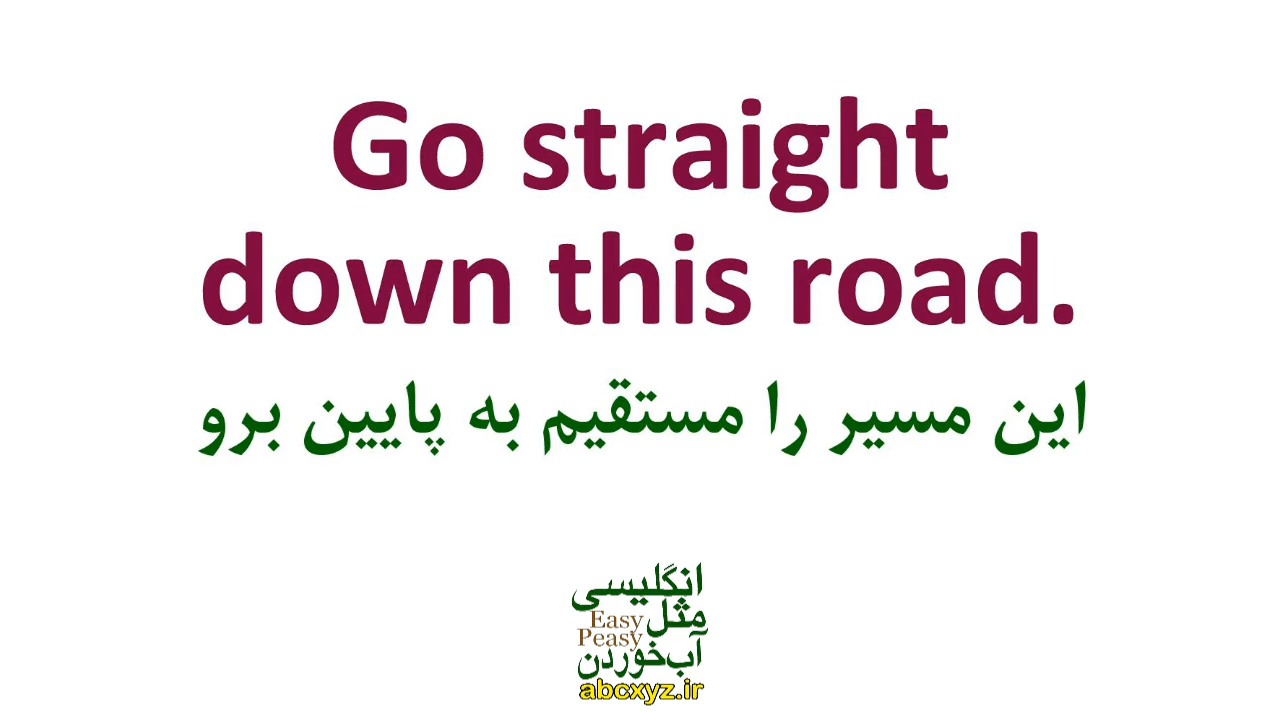 Go straight
down this road.
این مسیر را مستقیم به پایین برو
انگلیسی
مثل
Easy
Peasy
آب‌خوردن
abcxyz.ir